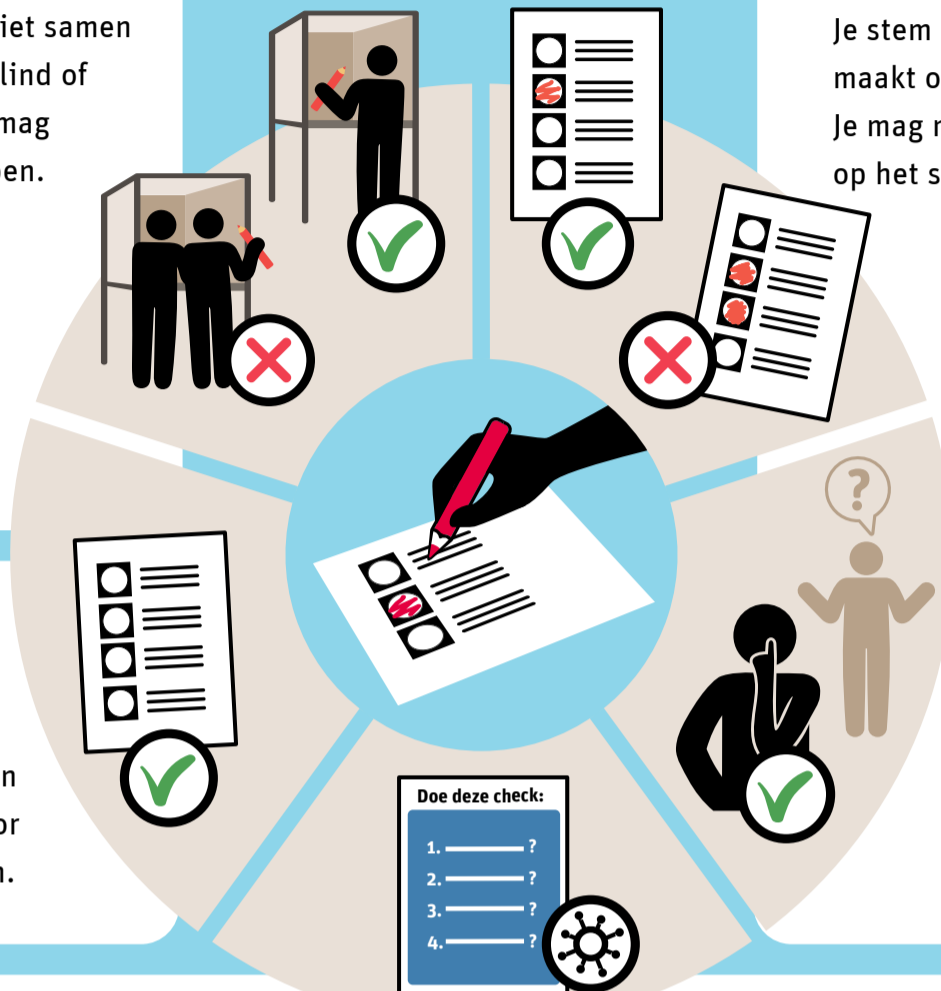 iet samen
lind of
mag
en.
Je stem
maakt o
Je mag
op het s
n
or
n.
Doe deze check:
1. ?
2. ?
3. ?
4. ?
?